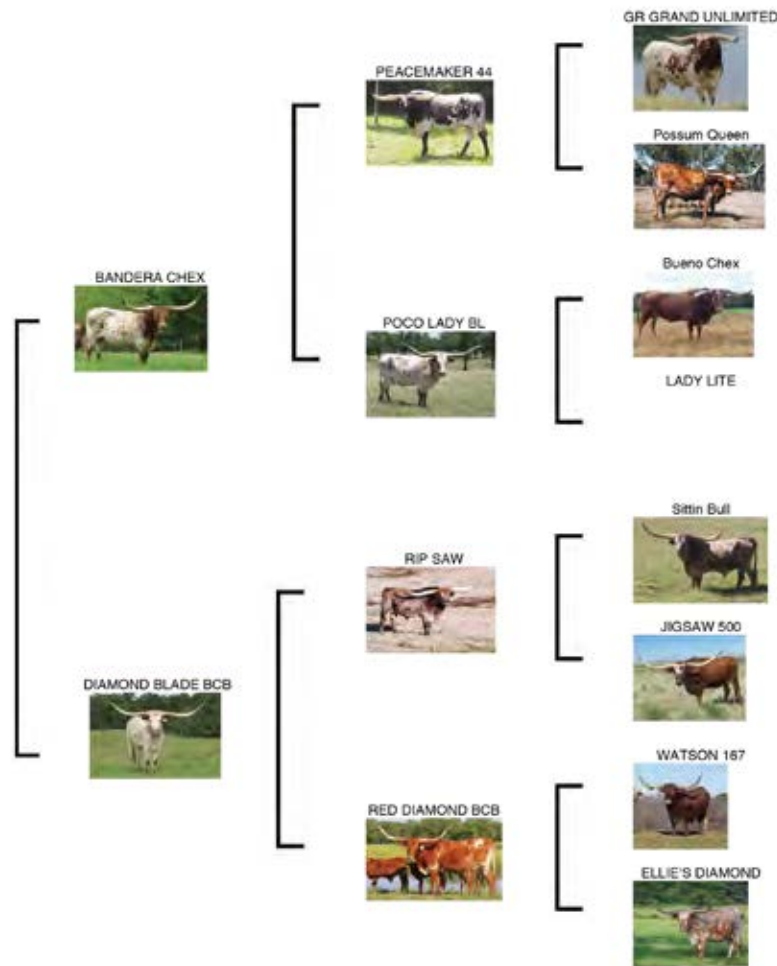 GR GRAND UNLIMITED
PEACEMAKER 44
Possum Queen
BANDERA CHEX
Bueno Chex
POCO LADY BL
LADY LITE
Sittin Bull
RIP SAW
JIGSAW 500
DIAMOND BLADE BCB
WATSON 167
RED DIAMOND BCB
ELLIE'S DIAMOND